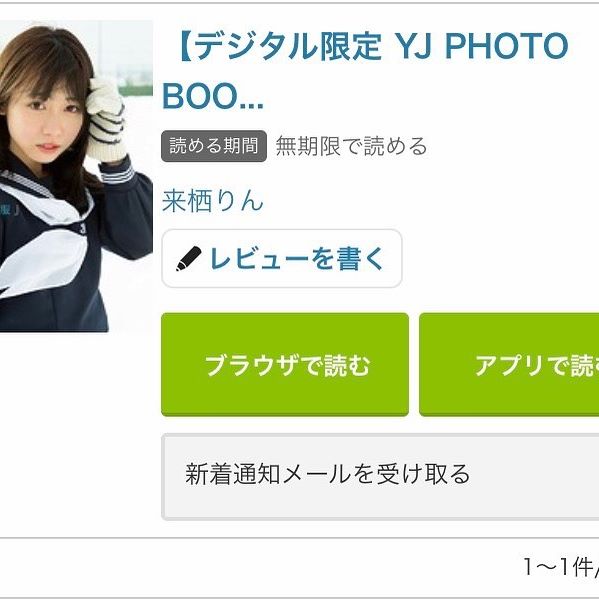 【デジタル限定 YJ PHOTO
BOO...
読める期間 無期限で読める
来栖りん
服』
レビューを書く
ブラウザで読む
アプリで読
新着通知メールを受け取る
1〜1件/